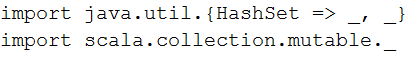 import java.util.{HashSet => _, _}
import scala.collection.mutable._